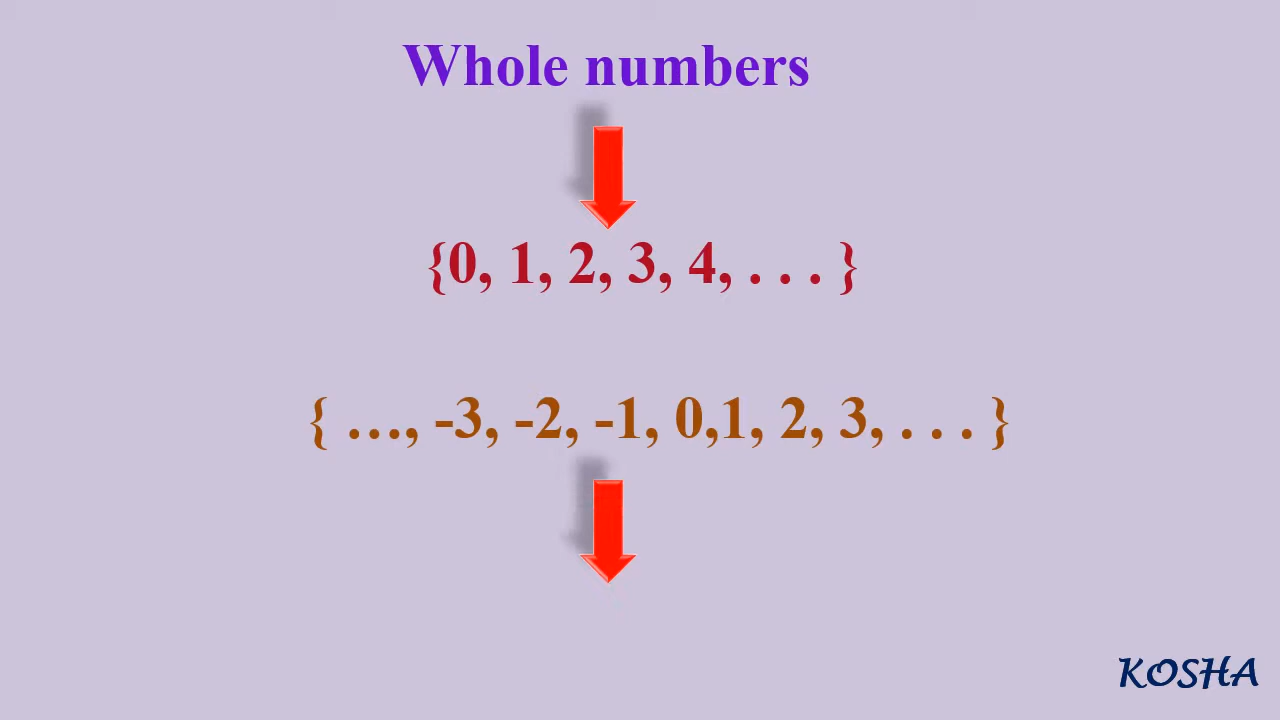 Whole numbers
{0, 1, 2, 3, 4, . . . }
{ ..., -3, -2, -1, 0,1, 2, 3, . . . }
KOSHA